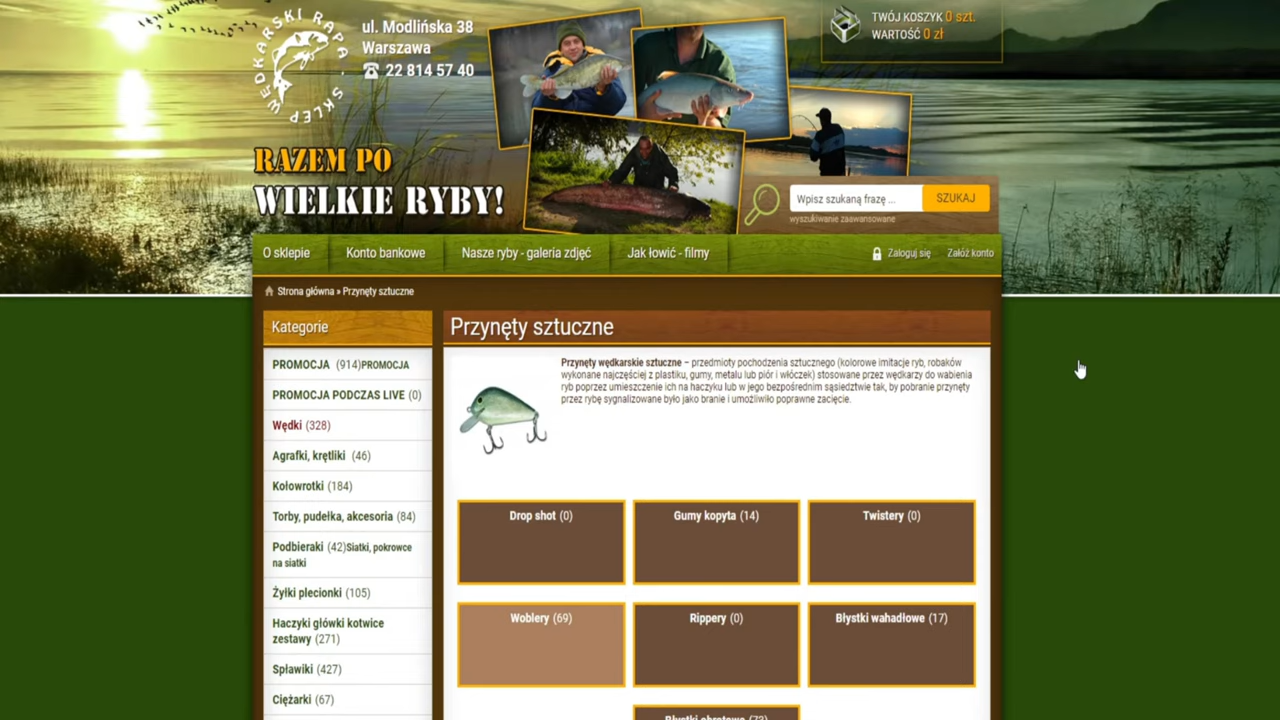 SKLEP WĘDKARSKI RAPA
ul. Modlińska 38
Warszawa
22 814 57 40
TWÓJ KOSZYK 0 szt.
WARTOŚĆ 0 zł
RAZEM PO
WIELKIE RYBY!
Wpisz szukaną frazę ...
SZUKAJ
wyszukiwanie zaawansowane
O sklepie
Konto bankowe
Nasze ryby - galeria zdjęć
Jak łowić - filmy
Zaloguj się
Załóż konto
Strona główna » Przynęty sztuczne
Kategorie
PROMOCJA (914)PROMOCJA
PROMOCJA PODCZAS LIVE (0)
Wędki (328)
Agrafki, krętliki (46)
Kołowrotki (184)
Torby, pudełka, akcesoria (84)
Podbieraki (42)Siatki, pokrowce
na siatki
Żyłki plecionki (105)
Haczyki główki kotwice
zestawy (271)
Spławiki (427)
Ciężarki (67)
Przynęty sztuczne
Przynęty wędkarskie sztuczne – przedmioty pochodzenia sztucznego (kolorowe imitacje ryb, robaków
wykonane najczęściej z plastiku, gumy, metalu lub piór i włóczek) stosowane przez wędkarzy do wabienia
ryb poprzez umieszczenie ich na haczyku lub w jego bezpośrednim sąsiedztwie tak, by pobranie przynęty
przez rybę sygnalizowane było jako branie i umożliwiło poprawne zacięcie.
Drop shot (0)
Gumy kopyta (14)
Twistery (0)
Woblery (69)
Rippery (0)
Błystki wahadłowe (17)
Błystki obrotowe (73)